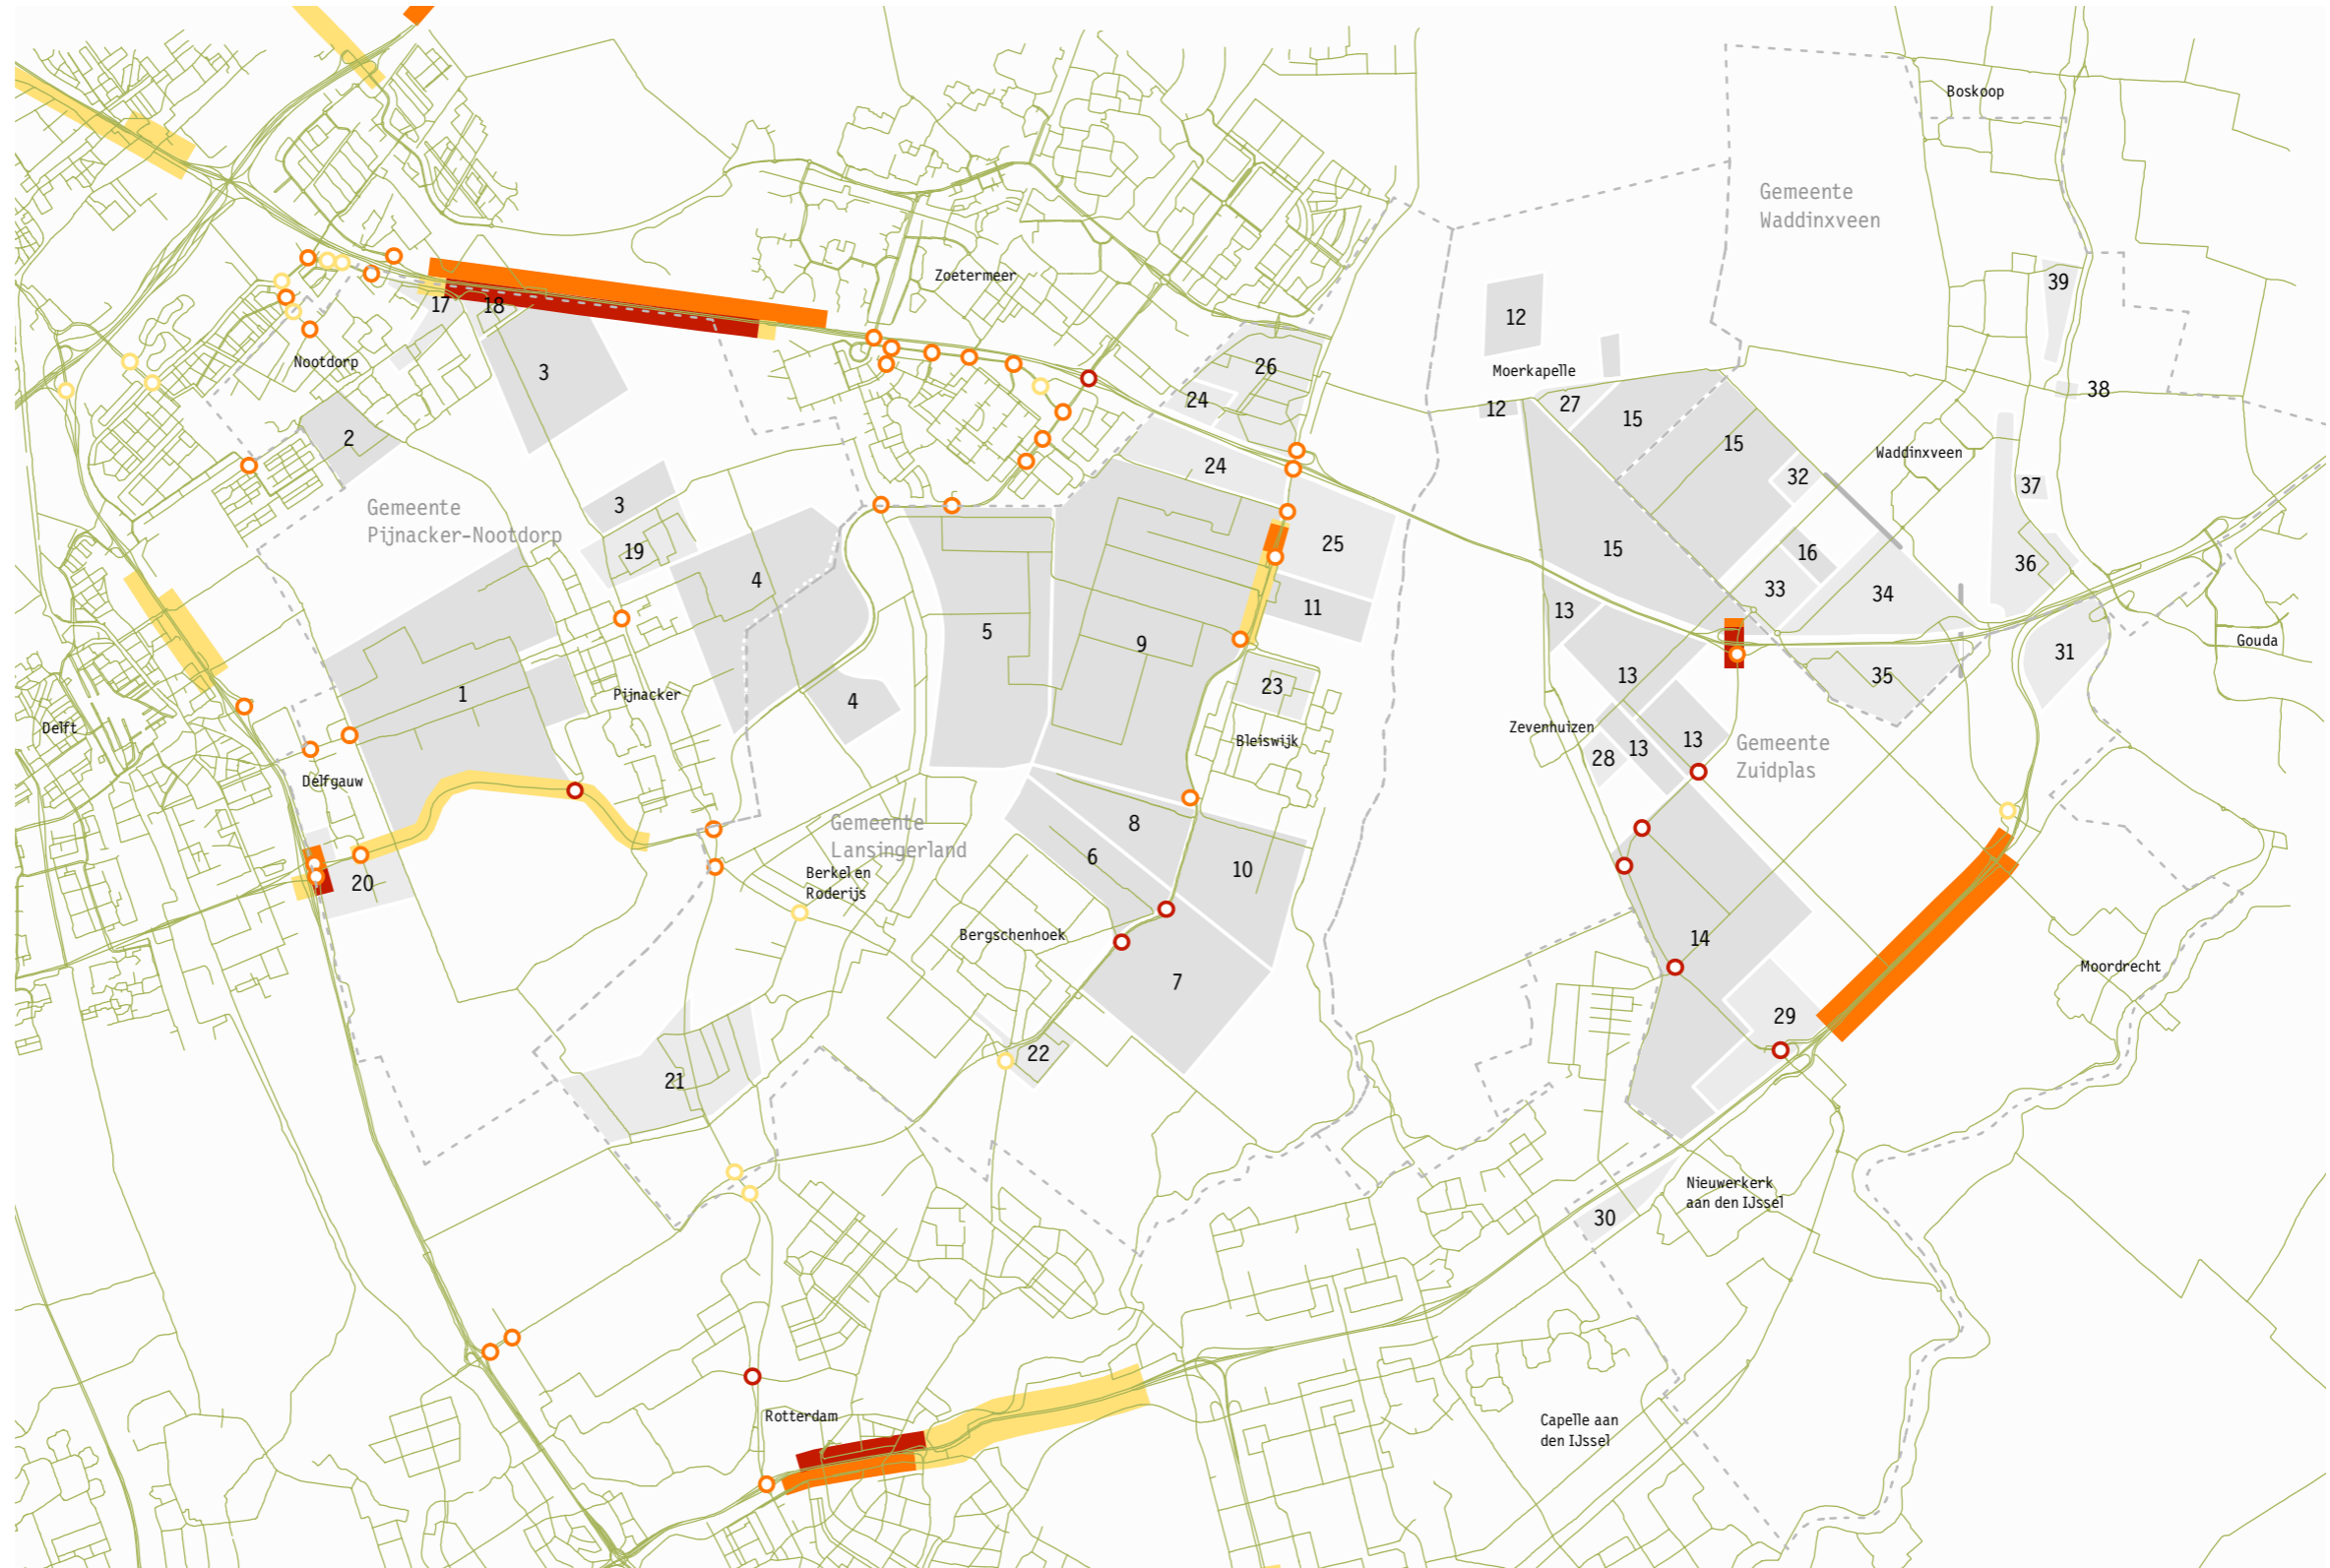 Boskoop
Gemeente
Waddinxveen
Zoetermeer
39
17
18
12
Nootdorp
3
26
Moerkapelle
38
24
12
27
15
2
15
Waddinxveen
24
32
37
3
Gemeente
Pijnacker-Nootdorp
19
25
15
16
36
4
33
34
11
13
5
9
Gouda
31
1
Pijnacker
4
23
13
35
Delft
Bleiswijk
Zevenhuizen
13
13
28
Gemeente
Zuidplas
Delfgauw
Gemeente
Lansingerland
8
6
10
Berkel en
Roderijs
20
Bergschenhoek
14
Moordrecht
7
29
22
21
Nieuwerkerk
aan den IJssel
30
Rotterdam
Capelle aan
den IJssel